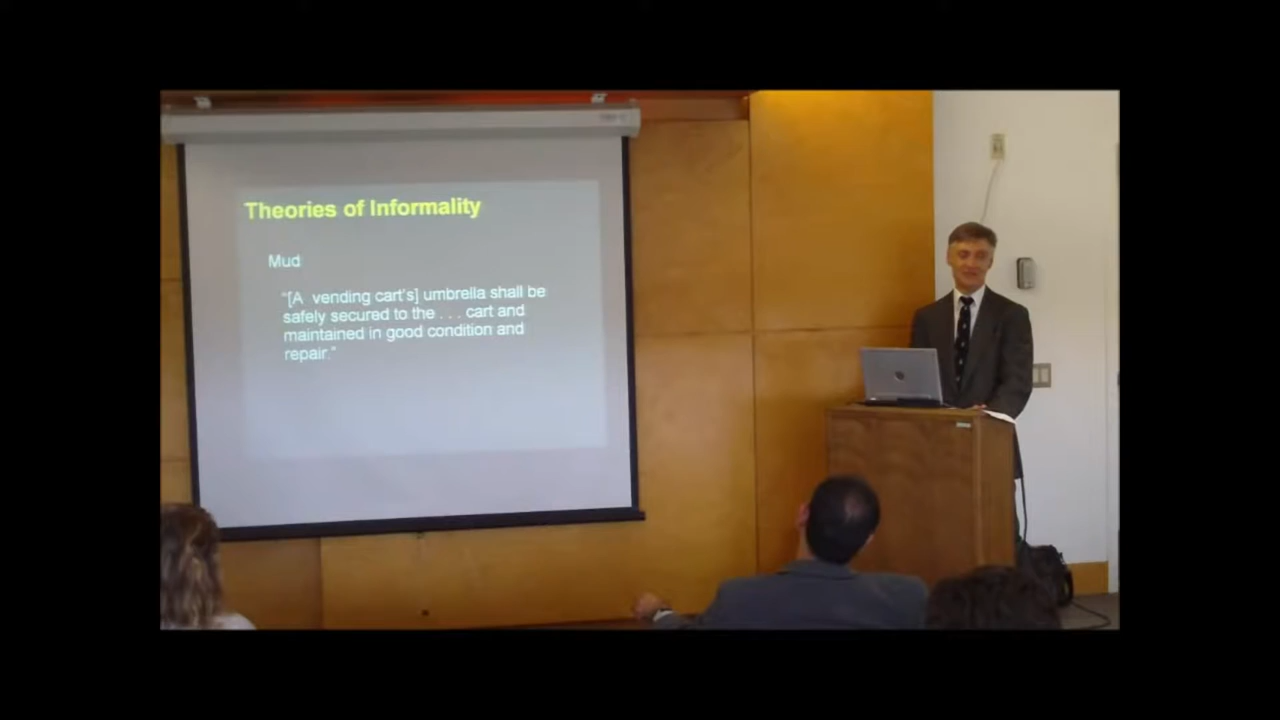 Theories of Informality
Mud
"[A vending cart's] umbrella shall be
safely secured to the . . . cart and
maintained in good condition and
repair."